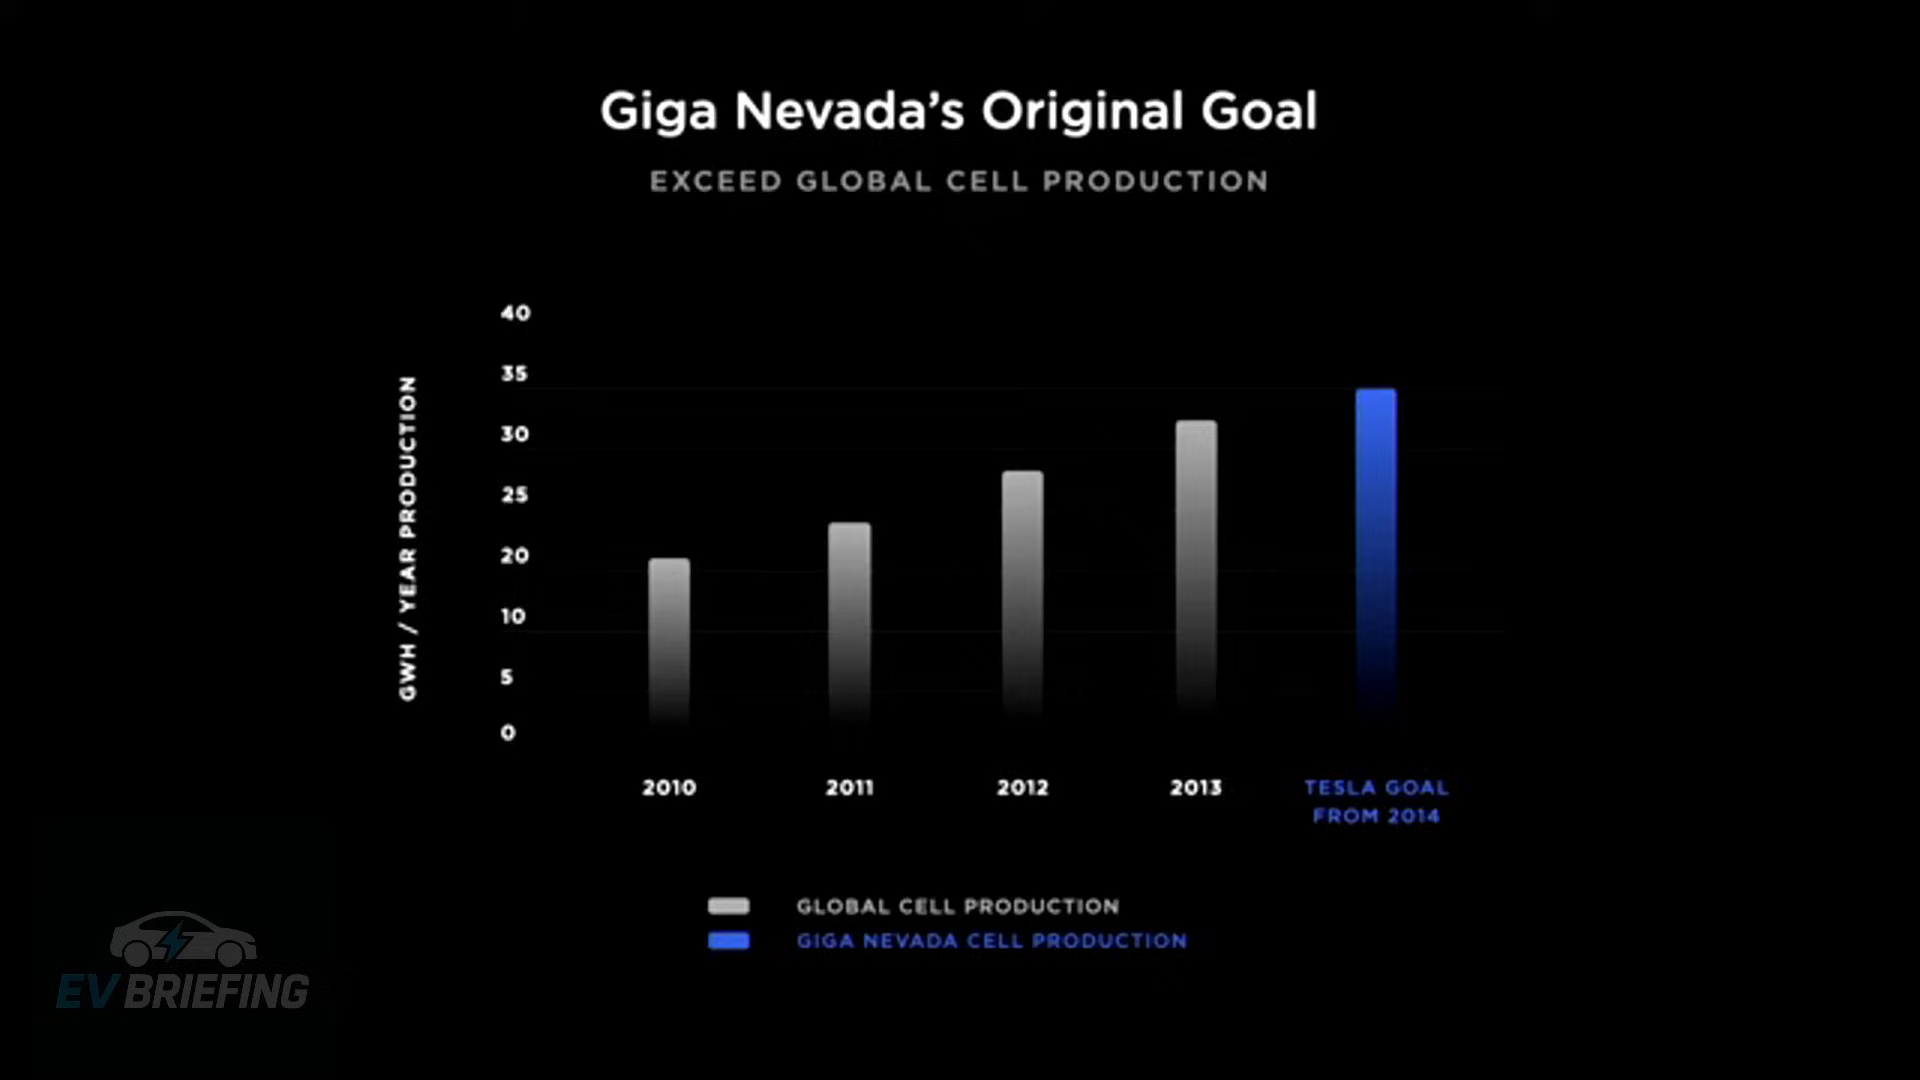 Giga Nevada's Original Goal
EXCEED GLOBAL CELL PRODUCTION
GWH / YEAR PRODUCTION
40
35
30
25
20
10
5
0
2010 2011 2012 2013 TESLA GOAL
FROM 2014
GLOBAL CELL PRODUCTION
GIGA NEVADA CELL PRODUCTION
EV BRIEFING